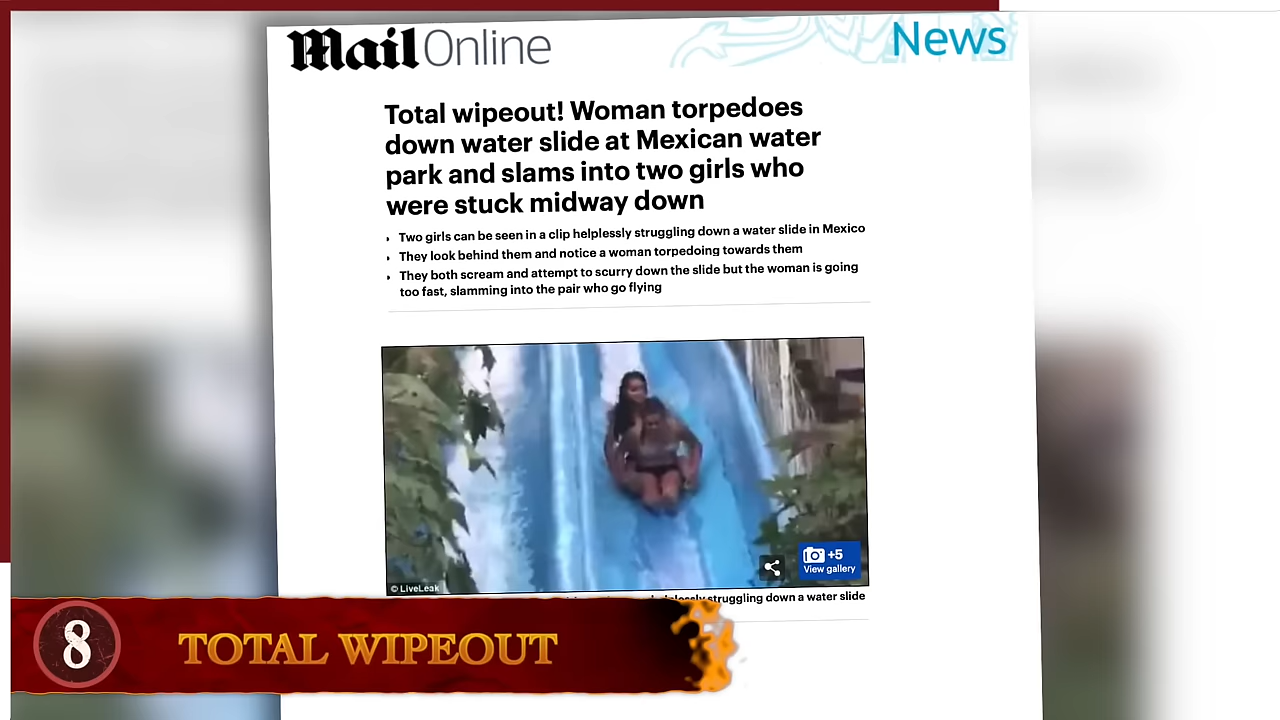 Mail Online
News
Total wipeout! Woman torpedoes
down water slide at Mexican water
park and slams into two girls who
were stuck midway down
Two girls can be seen in a clip helplessly struggling down a water slide in Mexico
They look behind them and notice a woman torpedoing towards them
They both scream and attempt to scurry down the slide but the woman is going
too fast, slamming into the pair who go flying
+5
View gallery
© LiveLeak
struggling down a water slide
8
TOTAL WIPEOUT